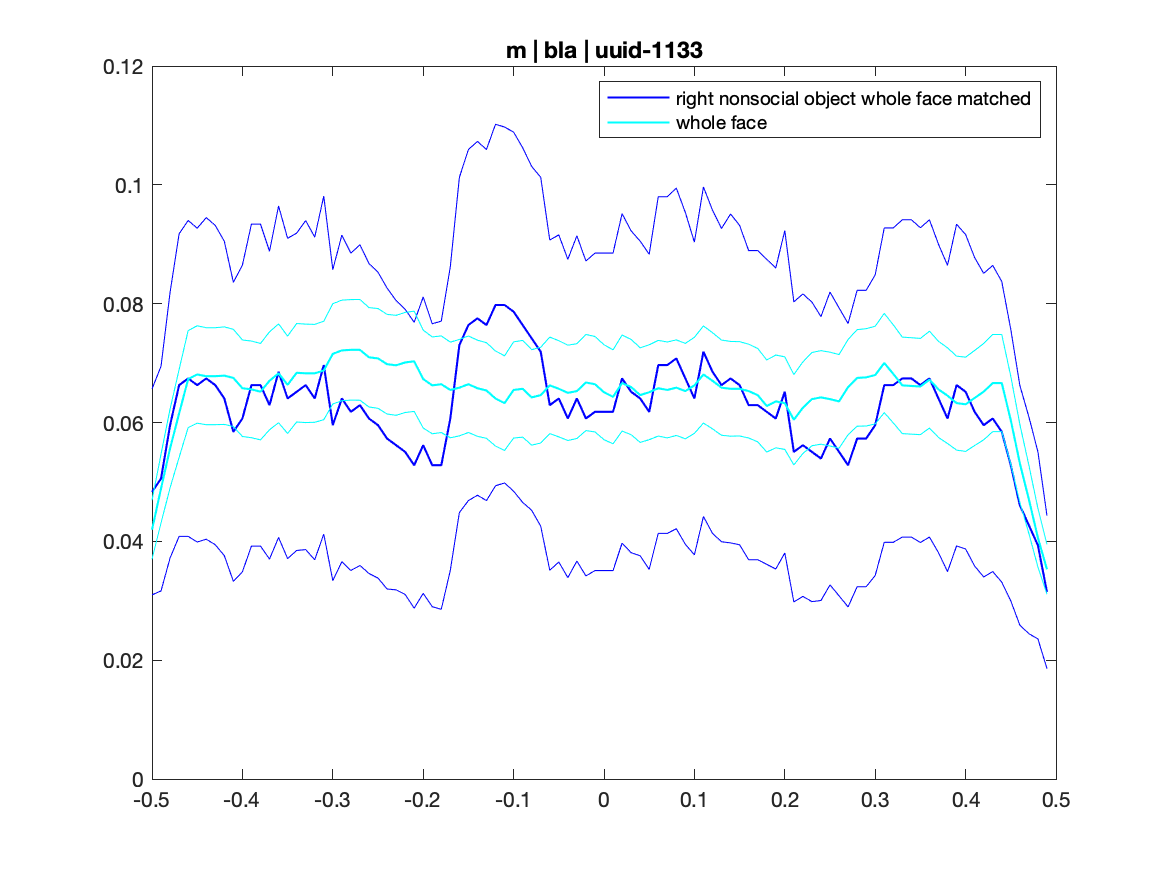 m | bla | uuid-1133
right nonsocial object whole face matched
whole face
0.12
0.1
0.08
0.06
0.04
0.02
0
-0.5 -0.4 -0.3 -0.2 -0.1 0 0.1 0.2 0.3 0.4 0.5